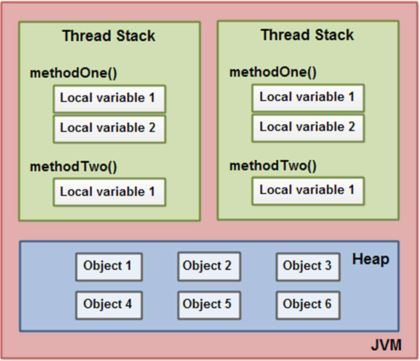 Thread Stack
methodOne()
Local variable 1
Local variable 2
methodTwo()
Local variable 1
Thread Stack
methodOne()
Local variable 1
Local variable 2
methodTwo()
Local variable 1
Heap
Object 1
Object 2
Object 3
Object 4
Object 5
Object 6
JVM